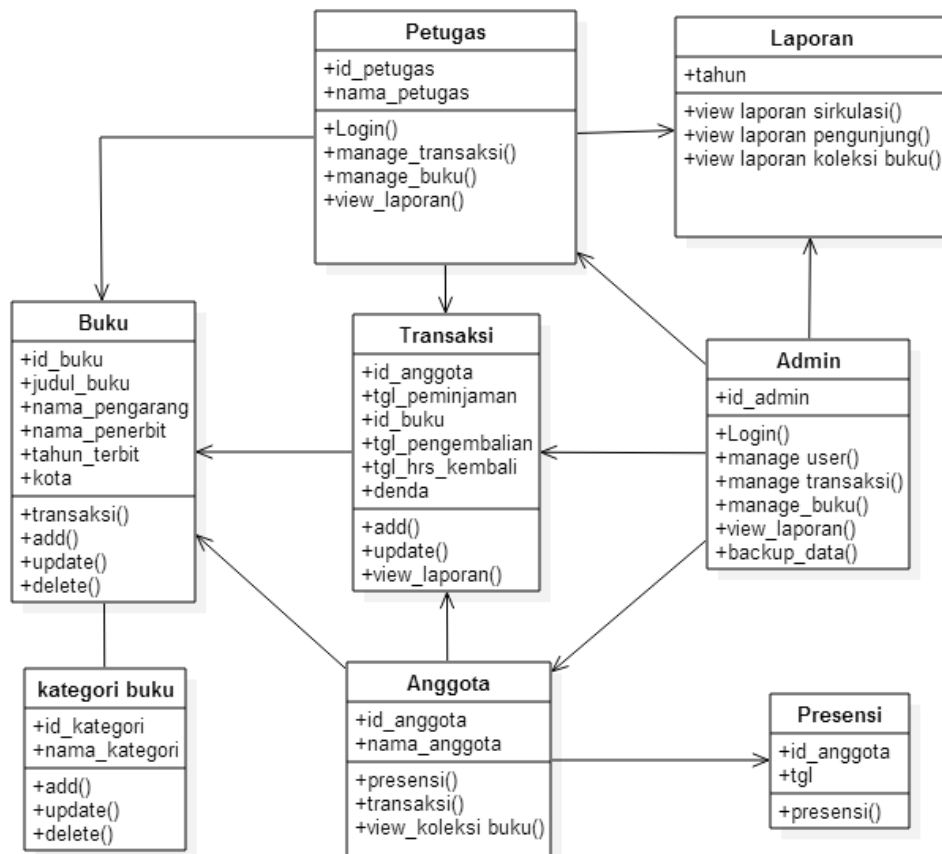 Petugas
+id_petugas
+nama_petugas
+Login()
+manage_transaksi()
+manage_buku()
+view_laporan()
Laporan
+tahun
+view laporan sirkulasi()
+view laporan pengunjung()
+view laporan koleksi buku()
Buku
+id_buku
+judul_buku
+nama_pengarang
+nama_penerbit
+tahun_terbit
+kota
+transaksi()
+add()
+update()
+delete()
Transaksi
+id_anggota
+tgl_peminjaman
+id_buku
+tgl_pengembalian
+tgl_hrs_kembali
+denda
+add()
+update()
+view_laporan()
Admin
+id_admin
+Login()
+manage user()
+manage transaksi()
+manage_buku()
+view_laporan()
+backup_data()
kategori buku
+id_kategori
+nama_kategori
+add()
+update()
+delete()
Anggota
+id_anggota
+nama_anggota
+presensi()
+transaksi()
+view_koleksi buku()
Presensi
+id_anggota
+tgl
+presensi()